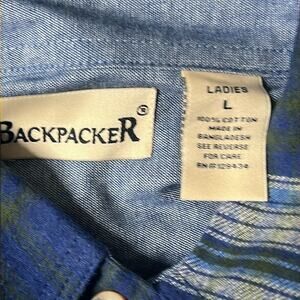 BACKPACKER®
LADIES
L
100% COTTON
MADE IN
BANGLADESH
SEE REVERSE
FOR CARE
RN#129434